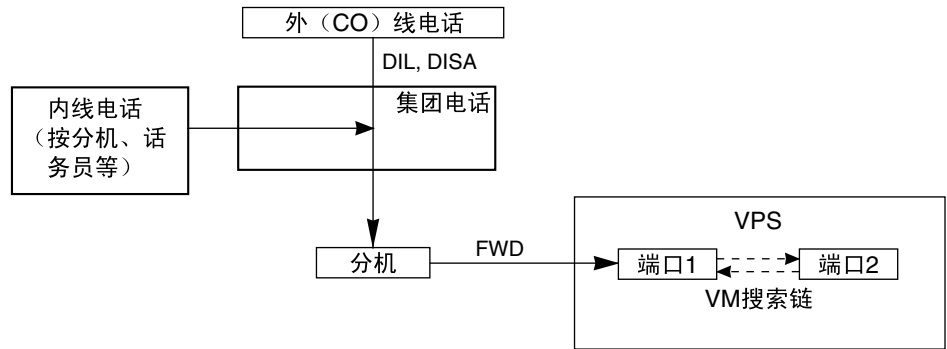 外（CO）线电话
DIL, DISA
集团电话
内线电话
（按分机、话
务员等）
VPS
分机
FWD
端口1
端口2
VM搜索链